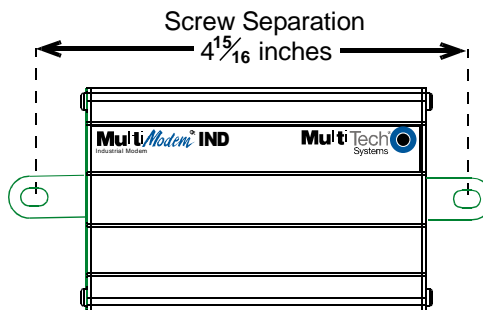 Screw Separation
4 15/16 inches
MultiModem IND
Industrial Modem
MultiTech
Systems